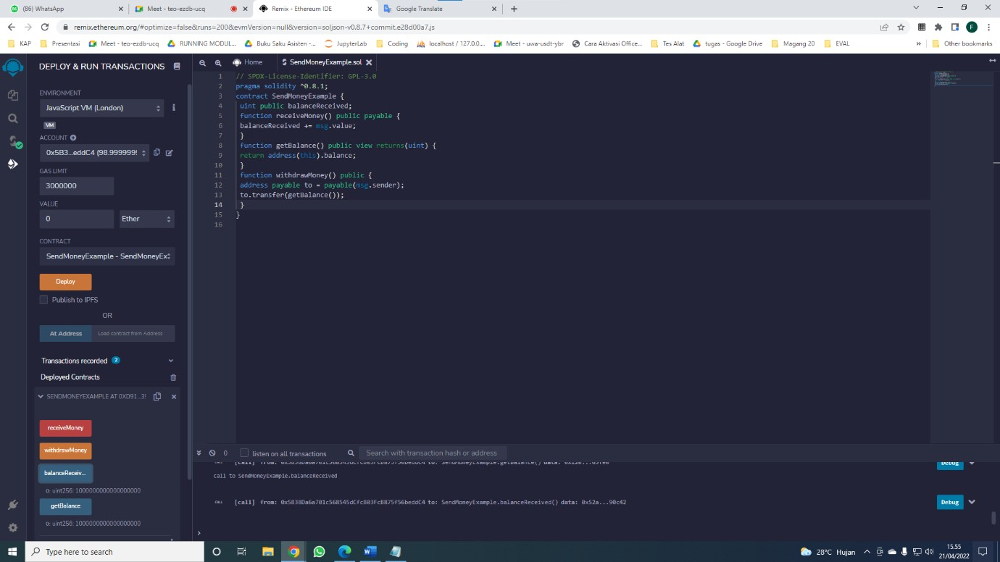 (86) WhatsApp
Meet - teo-ezdb-ucq
Remix - Ethereum IDE
Google Translate
remix.ethereum.org/#optimize=false&runs=200&evmVersion=null&version=soljson-v0.8.7+commit.e28d00a7.js
F
KAP
Presentasi
Meet - teo-ezdb-ucq
RUNNING MODUL...
Buku Saku Asisten -...
JupyterLab
Coding
localhost / 127.0.0....
Meet - uwa-usdt-ybr
Cara Aktivasi Office...
Tes Alat
tugas - Google Drive
Magang 20
EVAL
»
Other bookmarks
DEPLOY & RUN TRANSACTIONS
ENVIRONMENT
JavaScript VM (London)
VM
ACCOUNT
0x5B3...eddC4 (98.9999999!
GAS LIMIT
3000000
VALUE
0
Ether
CONTRACT
SendMoneyExample - SendMoneyEx
Deploy
Publish to IPFS
OR
At Address
Load contract from Address
Transactions recorded 2
Deployed Contracts
SENDMONEYEXAMPLE AT 0XD91...3!
receiveMoney
withdrawMoney
balanceReceiv...
0: uint256: 1000000000000000000
getBalance
0: uint256: 1000000000000000000
Home
SendMoneyExample.sol
1 // SPDX-License-Identifier: GPL-3.0
2 pragma solidity ^0.8.1;
3 contract SendMoneyExample {
4 uint public balanceReceived;
5 function receiveMoney() public payable {
6 balanceReceived += msg.value;
7 }
8 function getBalance() public view returns(uint) {
9 return address(this).balance;
10 }
11 function withdrawMoney() public {
12 address payable to = payable(msg.sender);
13 to.transfer(getBalance());
14 }
15 }
16
0
listen on all transactions
Search with transaction hash or address
Debug
call to SendMoneyExample.balanceReceived
CALL [call] from: 0x5B38Da6a701c568545dCfcB03FcB875f56beddC4 to: SendMoneyExample.balanceReceived() data: 0x52a...90c42
Debug
>
Type here to search
28°C Hujan
15.55
21/04/2022